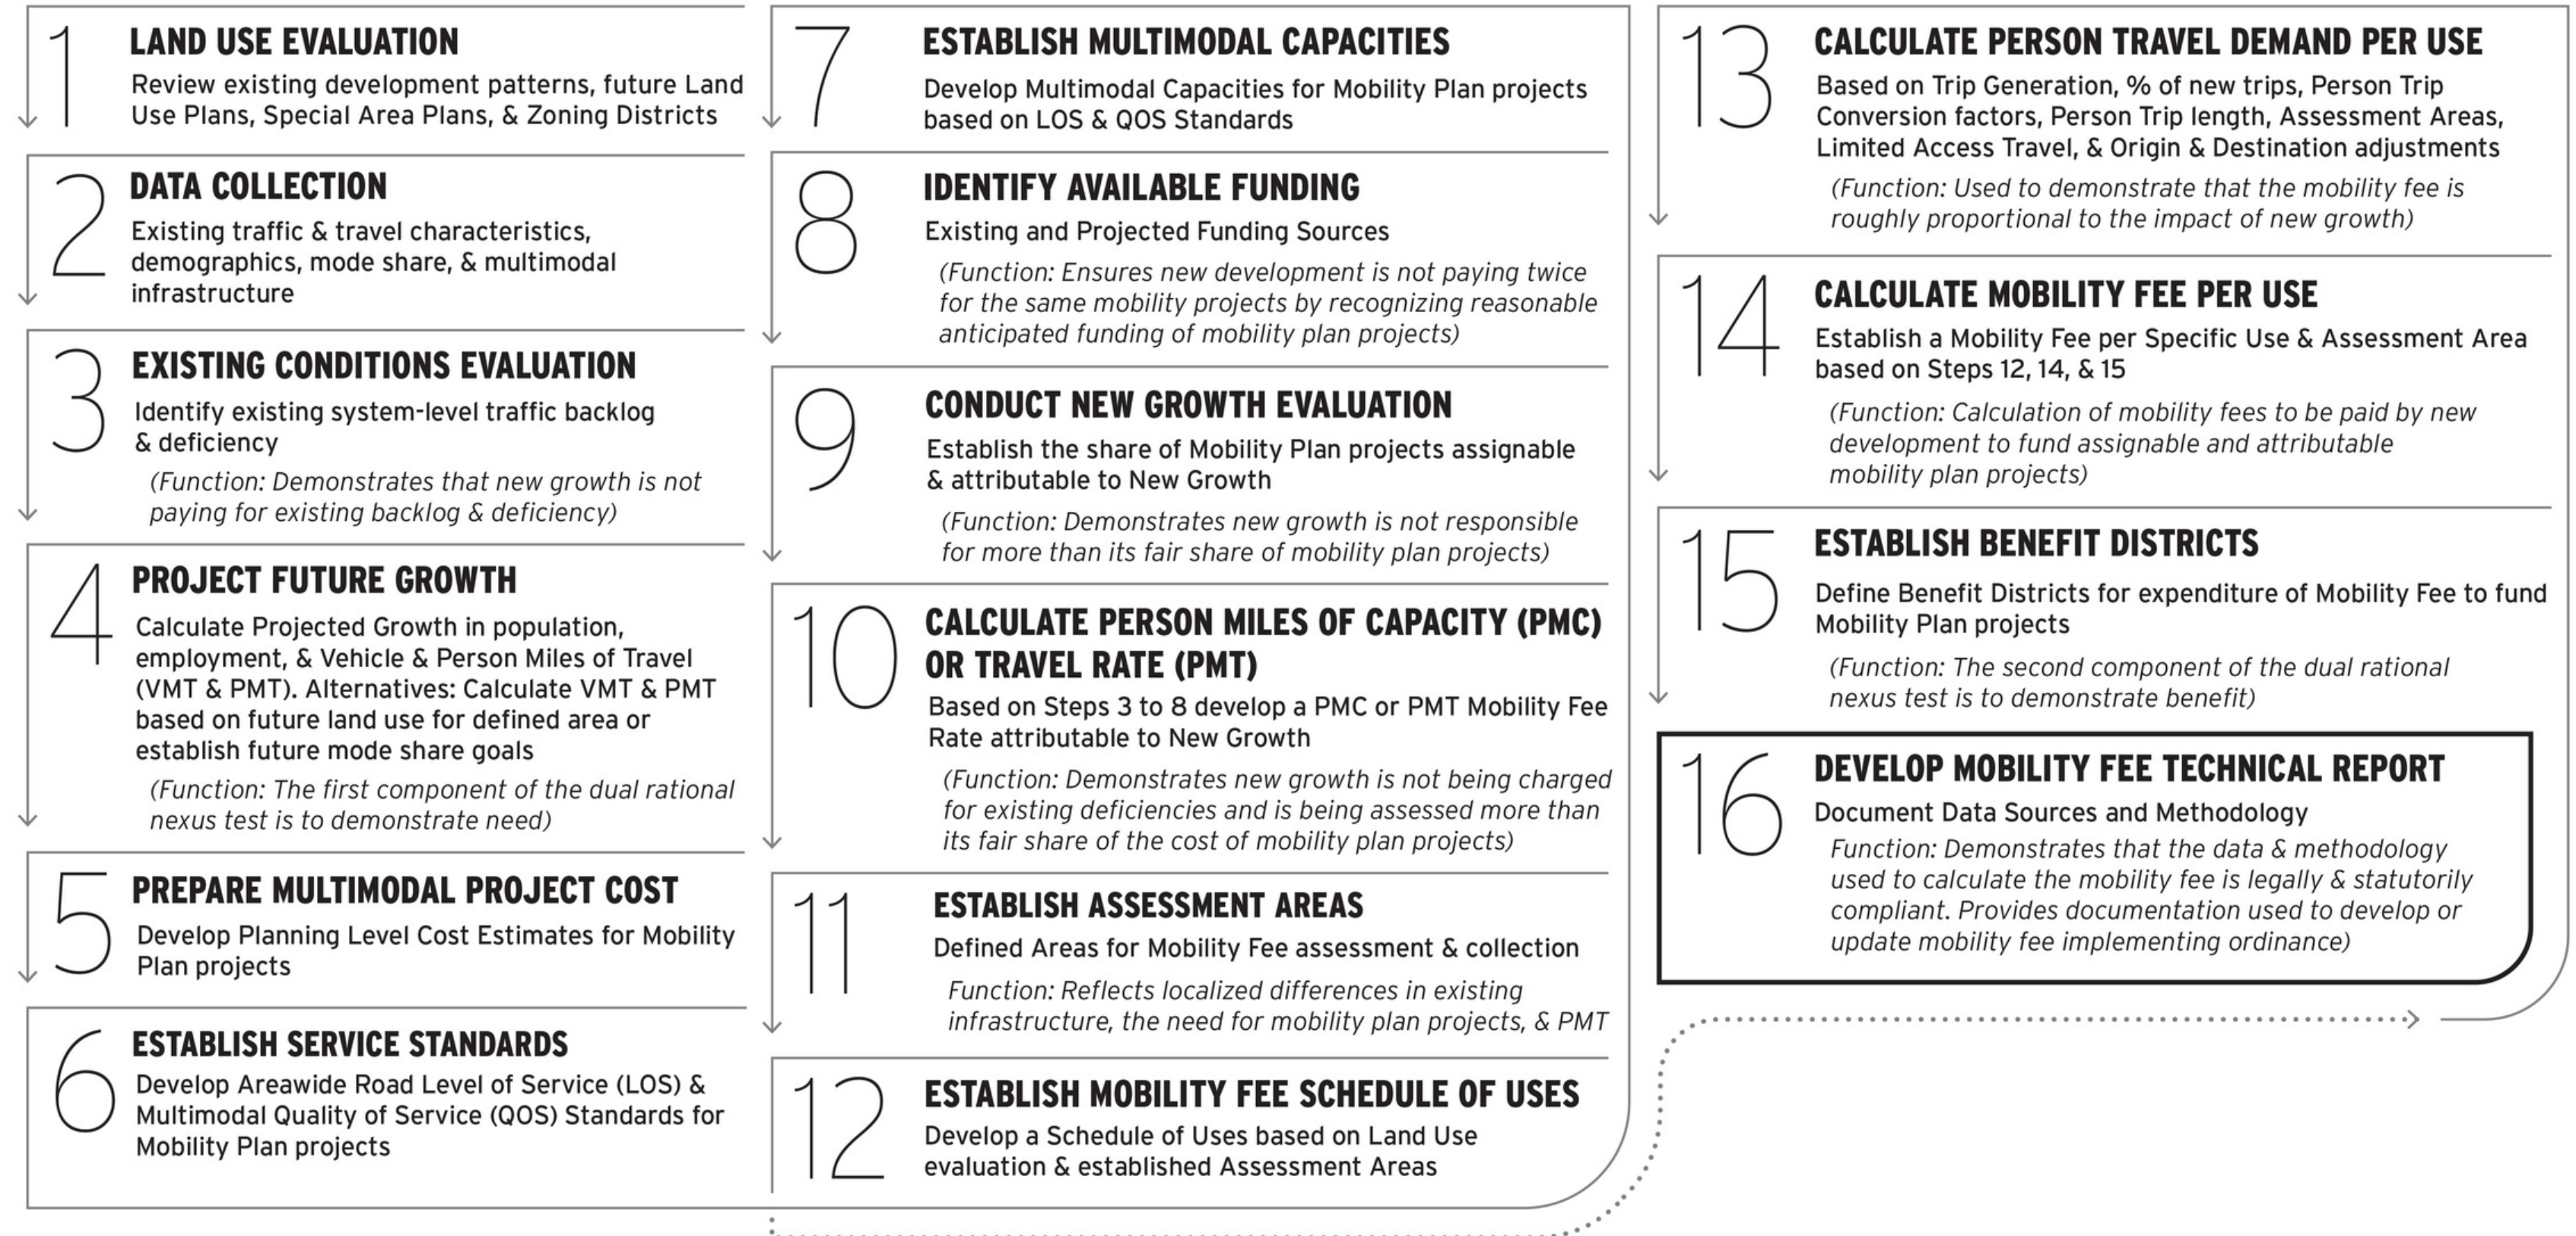 1
LAND USE EVALUATION
Review existing development patterns, future Land
Use Plans, Special Area Plans, & Zoning Districts
2
DATA COLLECTION
Existing traffic & travel characteristics,
demographics, mode share, & multimodal
infrastructure
3
EXISTING CONDITIONS EVALUATION
Identify existing system-level traffic backlog
& deficiency
(Function: Demonstrates that new growth is not
paying for existing backlog & deficiency)
4
PROJECT FUTURE GROWTH
Calculate Projected Growth in population,
employment, & Vehicle & Person Miles of Travel
(VMT & PMT). Alternatives: Calculate VMT & PMT
based on future land use for defined area or
establish future mode share goals
(Function: The first component of the dual rational
nexus test is to demonstrate need)
5
PREPARE MULTIMODAL PROJECT COST
Develop Planning Level Cost Estimates for Mobility
Plan projects
6
ESTABLISH SERVICE STANDARDS
Develop Areawide Road Level of Service (LOS) &
Multimodal Quality of Service (QOS) Standards for
Mobility Plan projects
7
ESTABLISH MULTIMODAL CAPACITIES
Develop Multimodal Capacities for Mobility Plan projects
based on LOS & QOS Standards
8
IDENTIFY AVAILABLE FUNDING
Existing and Projected Funding Sources
(Function: Ensures new development is not paying twice
for the same mobility projects by recognizing reasonable
anticipated funding of mobility plan projects)
9
CONDUCT NEW GROWTH EVALUATION
Establish the share of Mobility Plan projects assignable
& attributable to New Growth
(Function: Demonstrates new growth is not responsible
for more than its fair share of mobility plan projects)
10
CALCULATE PERSON MILES OF CAPACITY (PMC)
OR TRAVEL RATE (PMT)
Based on Steps 3 to 8 develop a PMC or PMT Mobility Fee
Rate attributable to New Growth
(Function: Demonstrates new growth is not being charged
for existing deficiencies and is being assessed more than
its fair share of the cost of mobility plan projects)
11
ESTABLISH ASSESSMENT AREAS
Defined Areas for Mobility Fee assessment & collection
Function: Reflects localized differences in existing
infrastructure, the need for mobility plan projects, & PMT
12
ESTABLISH MOBILITY FEE SCHEDULE OF USES
Develop a Schedule of Uses based on Land Use
evaluation & established Assessment Areas
13
CALCULATE PERSON TRAVEL DEMAND PER USE
Based on Trip Generation, % of new trips, Person Trip
Conversion factors, Person Trip length, Assessment Areas,
Limited Access Travel, & Origin & Destination adjustments
(Function: Used to demonstrate that the mobility fee is
roughly proportional to the impact of new growth)
14
CALCULATE MOBILITY FEE PER USE
Establish a Mobility Fee per Specific Use & Assessment Area
based on Steps 12, 14, & 15
(Function: Calculation of mobility fees to be paid by new
development to fund assignable and attributable
mobility plan projects)
15
ESTABLISH BENEFIT DISTRICTS
Define Benefit Districts for expenditure of Mobility Fee to fund
Mobility Plan projects
(Function: The second component of the dual rational
nexus test is to demonstrate benefit)
16
DEVELOP MOBILITY FEE TECHNICAL REPORT
Document Data Sources and Methodology
Function: Demonstrates that the data & methodology
used to calculate the mobility fee is legally & statutorily
compliant. Provides documentation used to develop or
update mobility fee implementing ordinance)